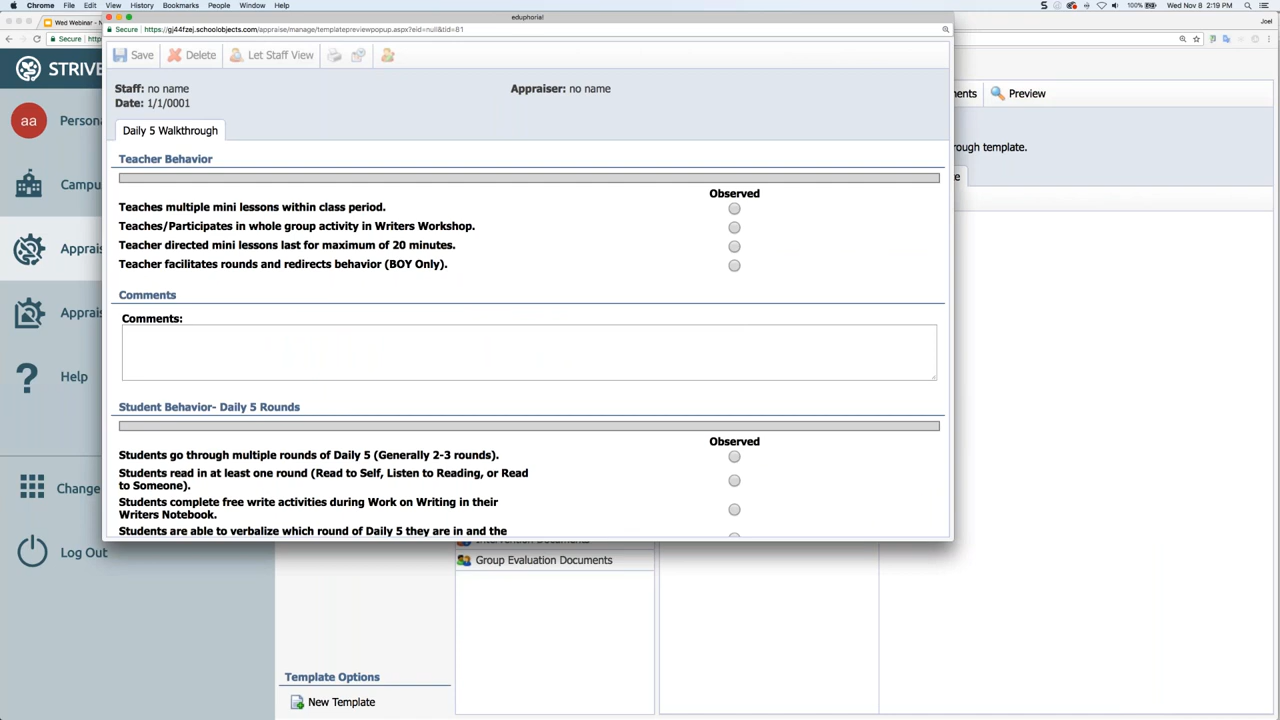 Chrome File Edit View History Bookmarks People Window Help 100% Wed Nov 8 2:19 PM
Wed Webinar - N
eduphoria!
Joel
Secure https://gj44fzej.schoolobjects.com/appraise/manage/templatepreviewpopup.aspx?eid=null&tid=81
Secure
Save Delete Let Staff View
STRIVE
Preview
Staff: no name
Appraiser: no name
Date: 1/1/0001
aa
Daily 5 Walkthrough
rough template.
Teacher Behavior
Observed
Teaches multiple mini lessons within class period.
Teaches/Participates in whole group activity in Writers Workshop.
Teacher directed mini lessons last for maximum of 20 minutes.
Teacher facilitates rounds and redirects behavior (BOY Only).
Comments
Comments:
Student Behavior- Daily 5 Rounds
Observed
Students go through multiple rounds of Daily 5 (Generally 2-3 rounds).
Students read in at least one round (Read to Self, Listen to Reading, or Read
to Someone).
Students complete free write activities during Work on Writing in their
Writers Notebook.
Students are able to verbalize which round of Daily 5 they are in and the
Help
Change
Log Out
Group Evaluation Documents
Template Options
New Template